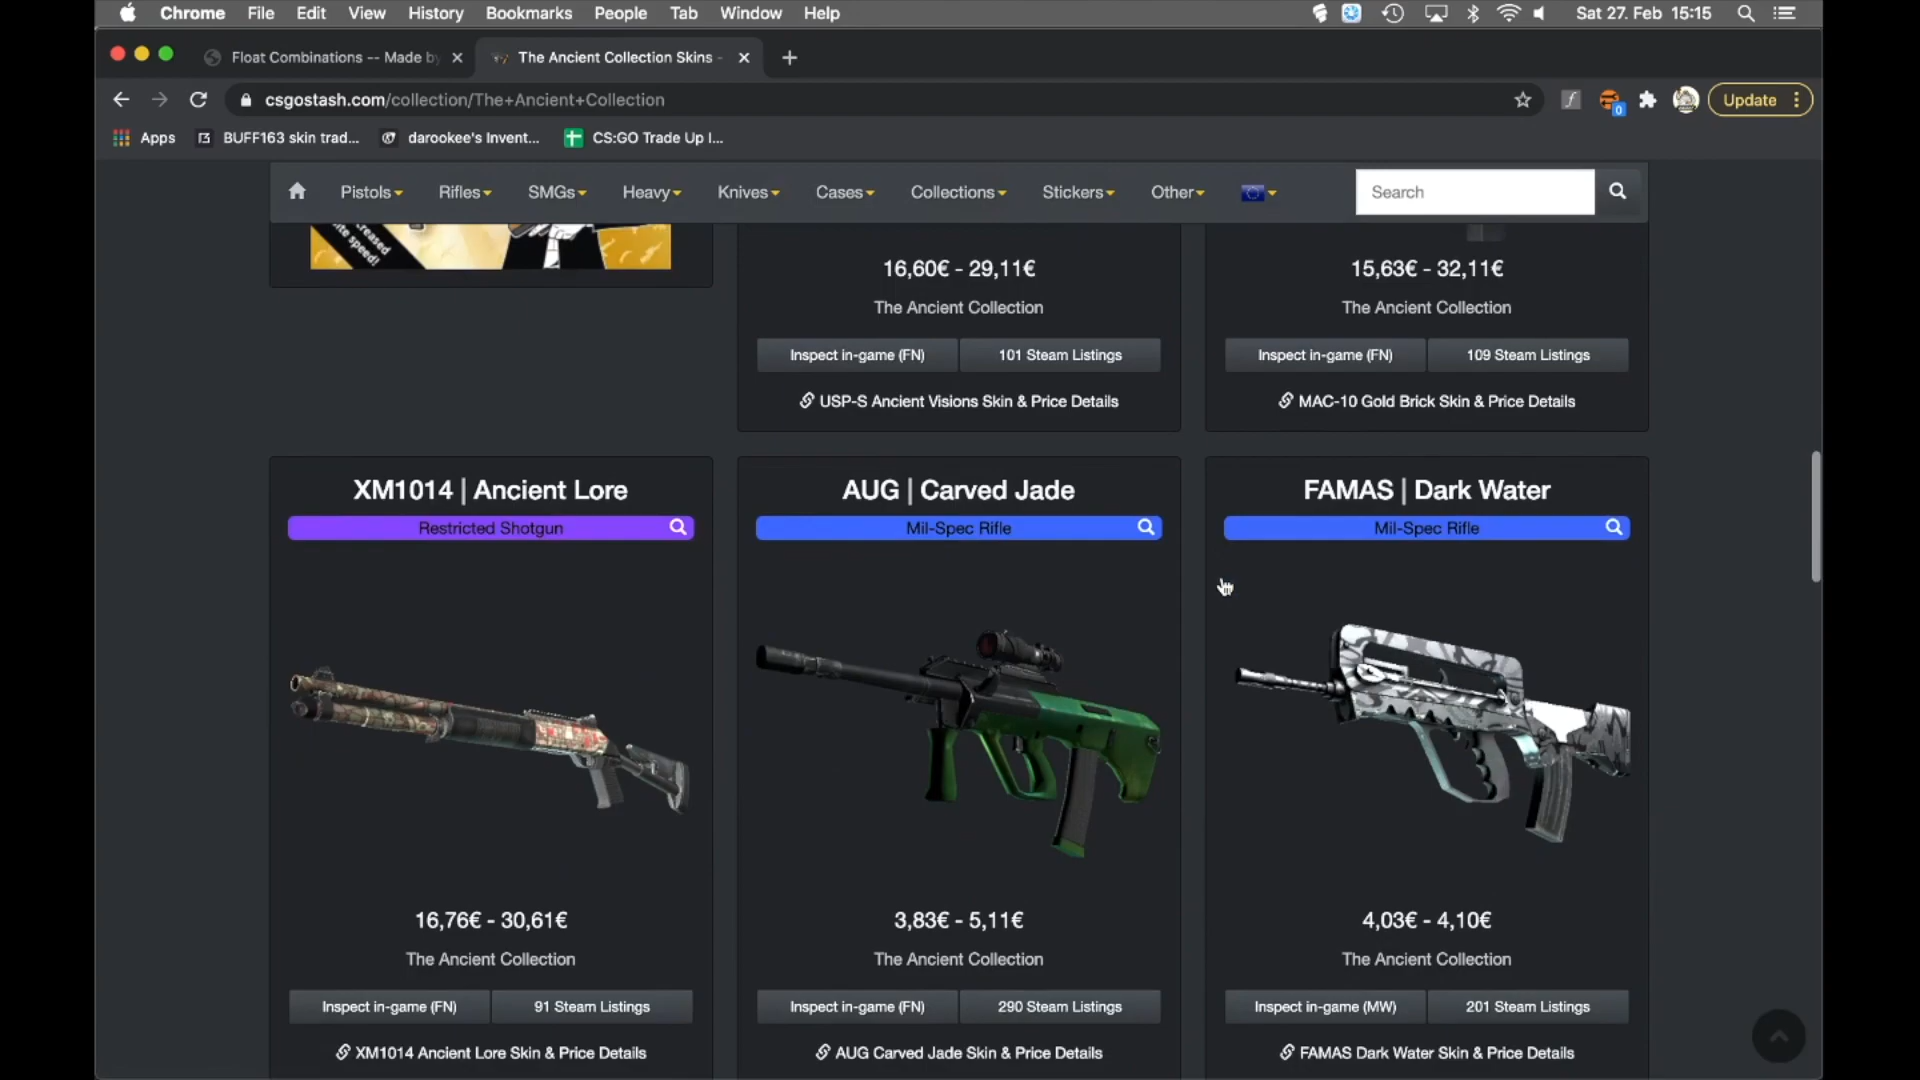 Chrome File Edit View History Bookmarks People Tab Window Help Sat 27. Feb 15:15
Float Combinations -- Made by
The Ancient Collection Skins -
csgostash.com/collection/The+Ancient+Collection
Update
Apps BUFF163 skin trad... darookee's Invent... CS:GO Trade Up I...
Pistols Rifles SMGs Heavy Knives Cases Collections Stickers Other Search
speed!
16,60€ - 29,11€
The Ancient Collection
Inspect in-game (FN) 101 Steam Listings
USP-S Ancient Visions Skin & Price Details
15,63€ - 32,11€
The Ancient Collection
Inspect in-game (FN) 109 Steam Listings
MAC-10 Gold Brick Skin & Price Details
XM1014 | Ancient Lore
Restricted Shotgun
16,76€ - 30,61€
The Ancient Collection
Inspect in-game (FN) 91 Steam Listings
XM1014 Ancient Lore Skin & Price Details
AUG | Carved Jade
Mil-Spec Rifle
3,83€ - 5,11€
The Ancient Collection
Inspect in-game (FN) 290 Steam Listings
AUG Carved Jade Skin & Price Details
FAMAS | Dark Water
Mil-Spec Rifle
4,03€ - 4,10€
The Ancient Collection
Inspect in-game (MW) 201 Steam Listings
FAMAS Dark Water Skin & Price Details